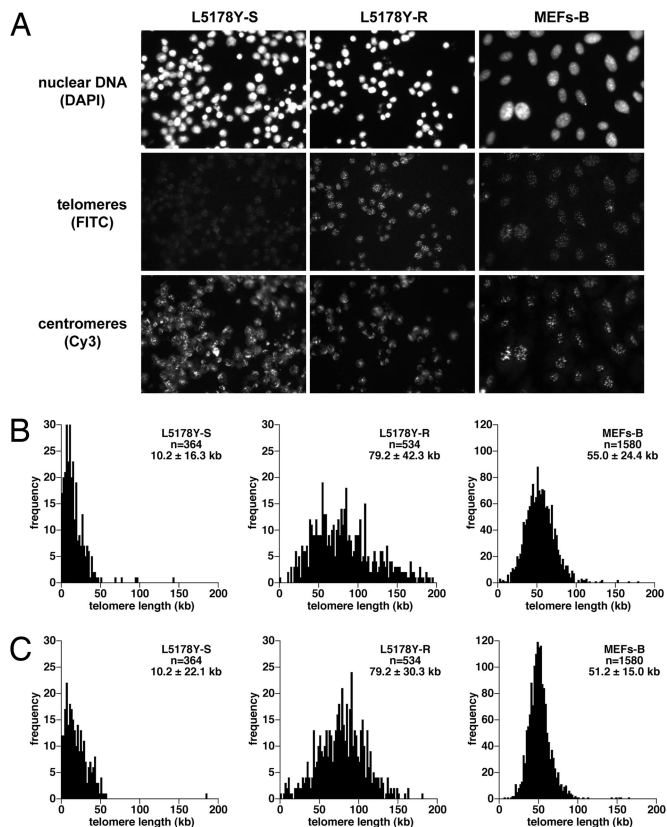 A
L5178Y-S L5178Y-R MEFs-B
nuclear DNA
(DAPI)
telomeres
(FITC)
centromeres
(Cy3)
B
L5178Y-S
n=364
10.2 ± 16.3 kb
frequency
30
25
20
15
10
5
0
0 50 100 150 200
telomere length (kb)
L5178Y-R
n=534
79.2 ± 42.3 kb
frequency
30
25
20
15
10
5
0
0 50 100 150 200
telomere length (kb)
MEFs-B
n=1580
55.0 ± 24.4 kb
frequency
120
100
80
60
40
20
0
0 50 100 150 200
telomere length (kb)
C
L5178Y-S
n=364
10.2 ± 22.1 kb
frequency
30
25
20
15
10
5
0
0 50 100 150 200
telomere length (kb)
L5178Y-R
n=534
79.2 ± 30.3 kb
frequency
30
25
20
15
10
5
0
0 50 100 150 200
telomere length (kb)
MEFs-B
n=1580
51.2 ± 15.0 kb
frequency
120
100
80
60
40
20
0
0 50 100 150 200
telomere length (kb)